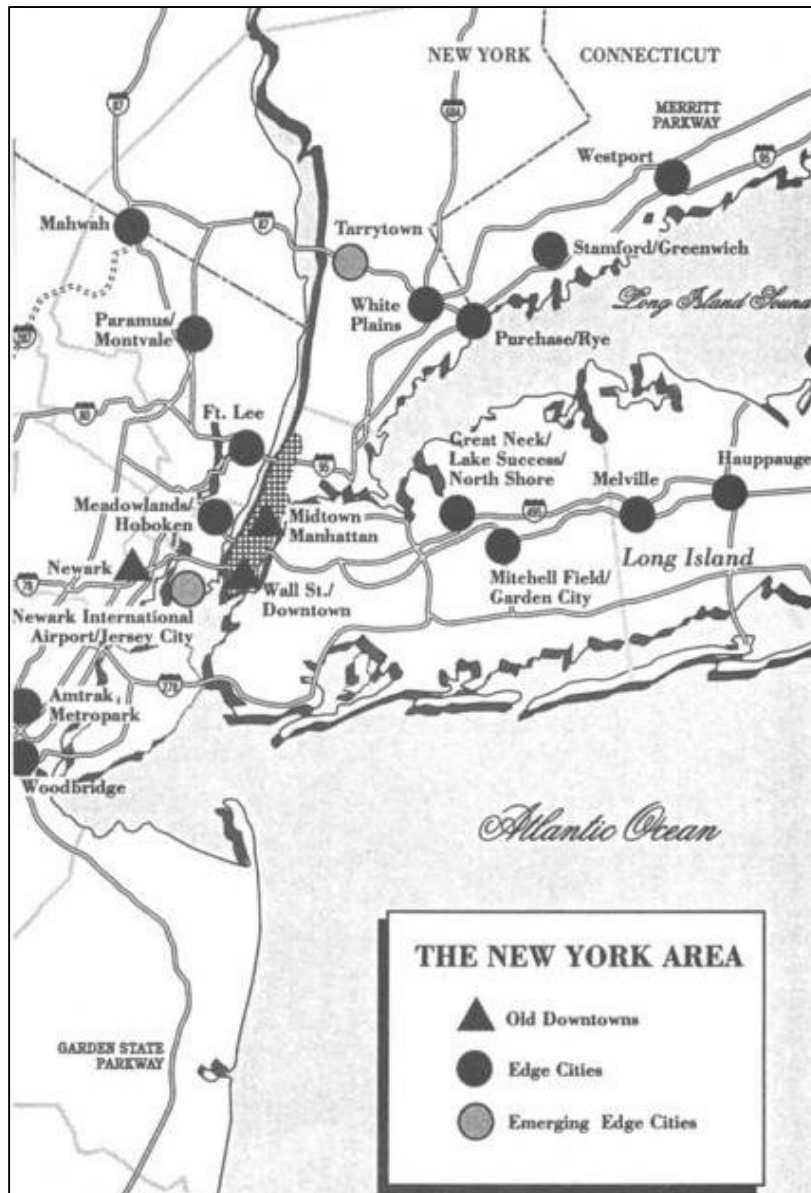 NEW YORK
CONNECTICUT
87
684
MERRITT
PARKWAY
Westport
95
Mahwah
87
Tarrytown
Stamford/Greenwich
White
Plains
Long Island Soun
Paramus/
Montvale
Purchase/Rye
287
80
Ft. Lee
95
Great Neck/
Lake Success/
North Shore
Melville
Hauppauge
Meadowlands/
Hoboken
Midtown
Manhattan
495
Newark
78
Wall St./
Downtown
Mitchell Field/
Garden City
Long Island
Newark International
Airport/Jersey City
278
Amtrak,
Metropark
Woodbridge
Atlantic Ocean
GARDEN STATE
PARKWAY
THE NEW YORK AREA
Old Downtowns
Edge Cities
Emerging Edge Cities